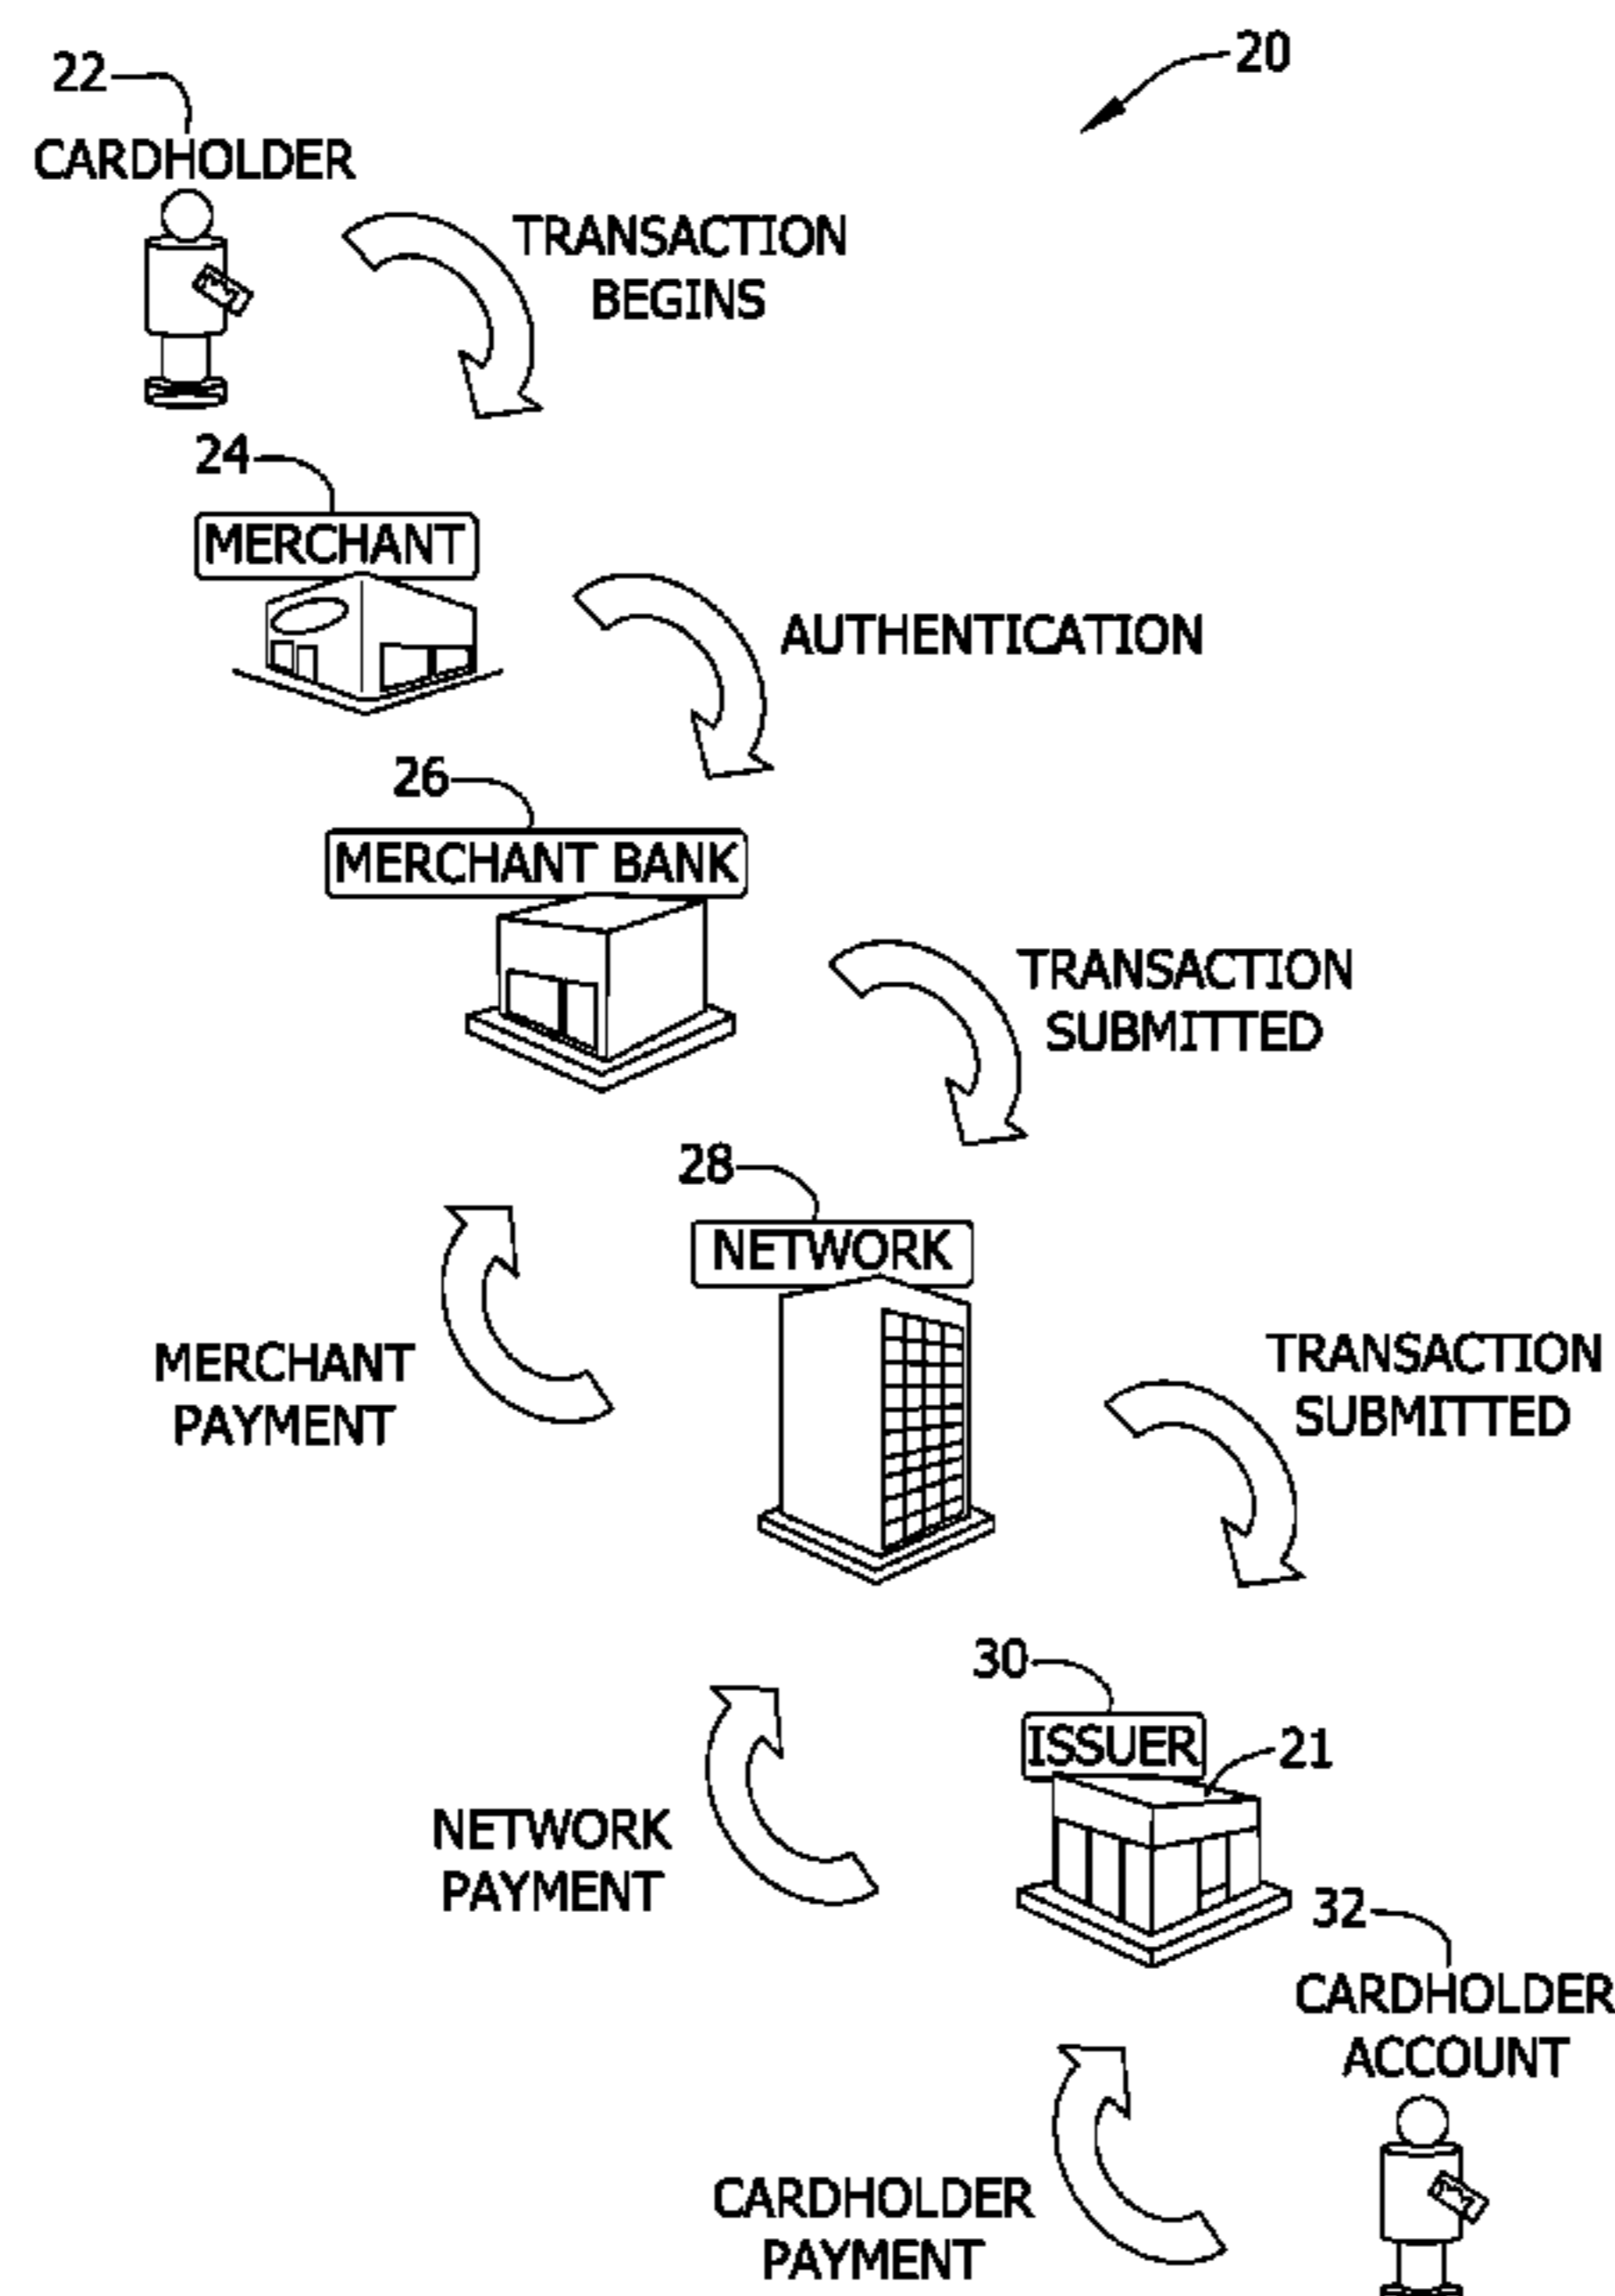 20
22
CARDHOLDER
TRANSACTION
BEGINS
24
MERCHANT
AUTHENTICATION
26
MERCHANT BANK
TRANSACTION
SUBMITTED
28
NETWORK
MERCHANT
PAYMENT
TRANSACTION
SUBMITTED
30
ISSUER
21
NETWORK
PAYMENT
32
CARDHOLDER
ACCOUNT
CARDHOLDER
PAYMENT